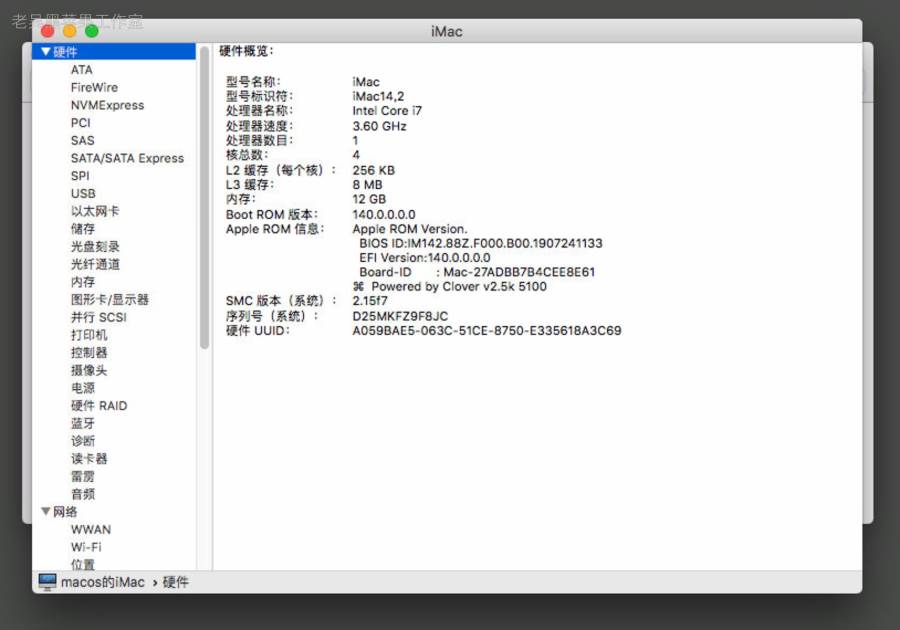 老吴黑苹果工作室
iMac
硬件
ATA
FireWire
NVMExpress
PCI
SAS
SATA/SATA Express
SPI
USB
以太网卡
储存
光盘刻录
光纤通道
内存
图形卡/显示器
并行 SCSI
打印机
控制器
摄像头
电源
硬件 RAID
蓝牙
诊断
读卡器
雷雳
音频
网络
WWAN
Wi-Fi
位置
硬件概览：
型号名称： iMac
型号标识符： iMac14,2
处理器名称： Intel Core i7
处理器速度： 3.60 GHz
处理器数目： 1
核总数： 4
L2 缓存（每个核）： 256 KB
L3 缓存： 8 MB
内存： 12 GB
Boot ROM 版本： 140.0.0.0.0
Apple ROM 信息： Apple ROM Version.
BIOS ID:IM142.88Z.F000.B00.1907241133
EFI Version:140.0.0.0.0
Board-ID : Mac-27ADBB7B4CEE8E61
⌘ Powered by Clover v2.5k 5100
SMC 版本（系统）： 2.15f7
序列号（系统）： D25MKFZ9F8JC
硬件 UUID： A059BAE5-063C-51CE-8750-E335618A3C69
macos的iMac › 硬件